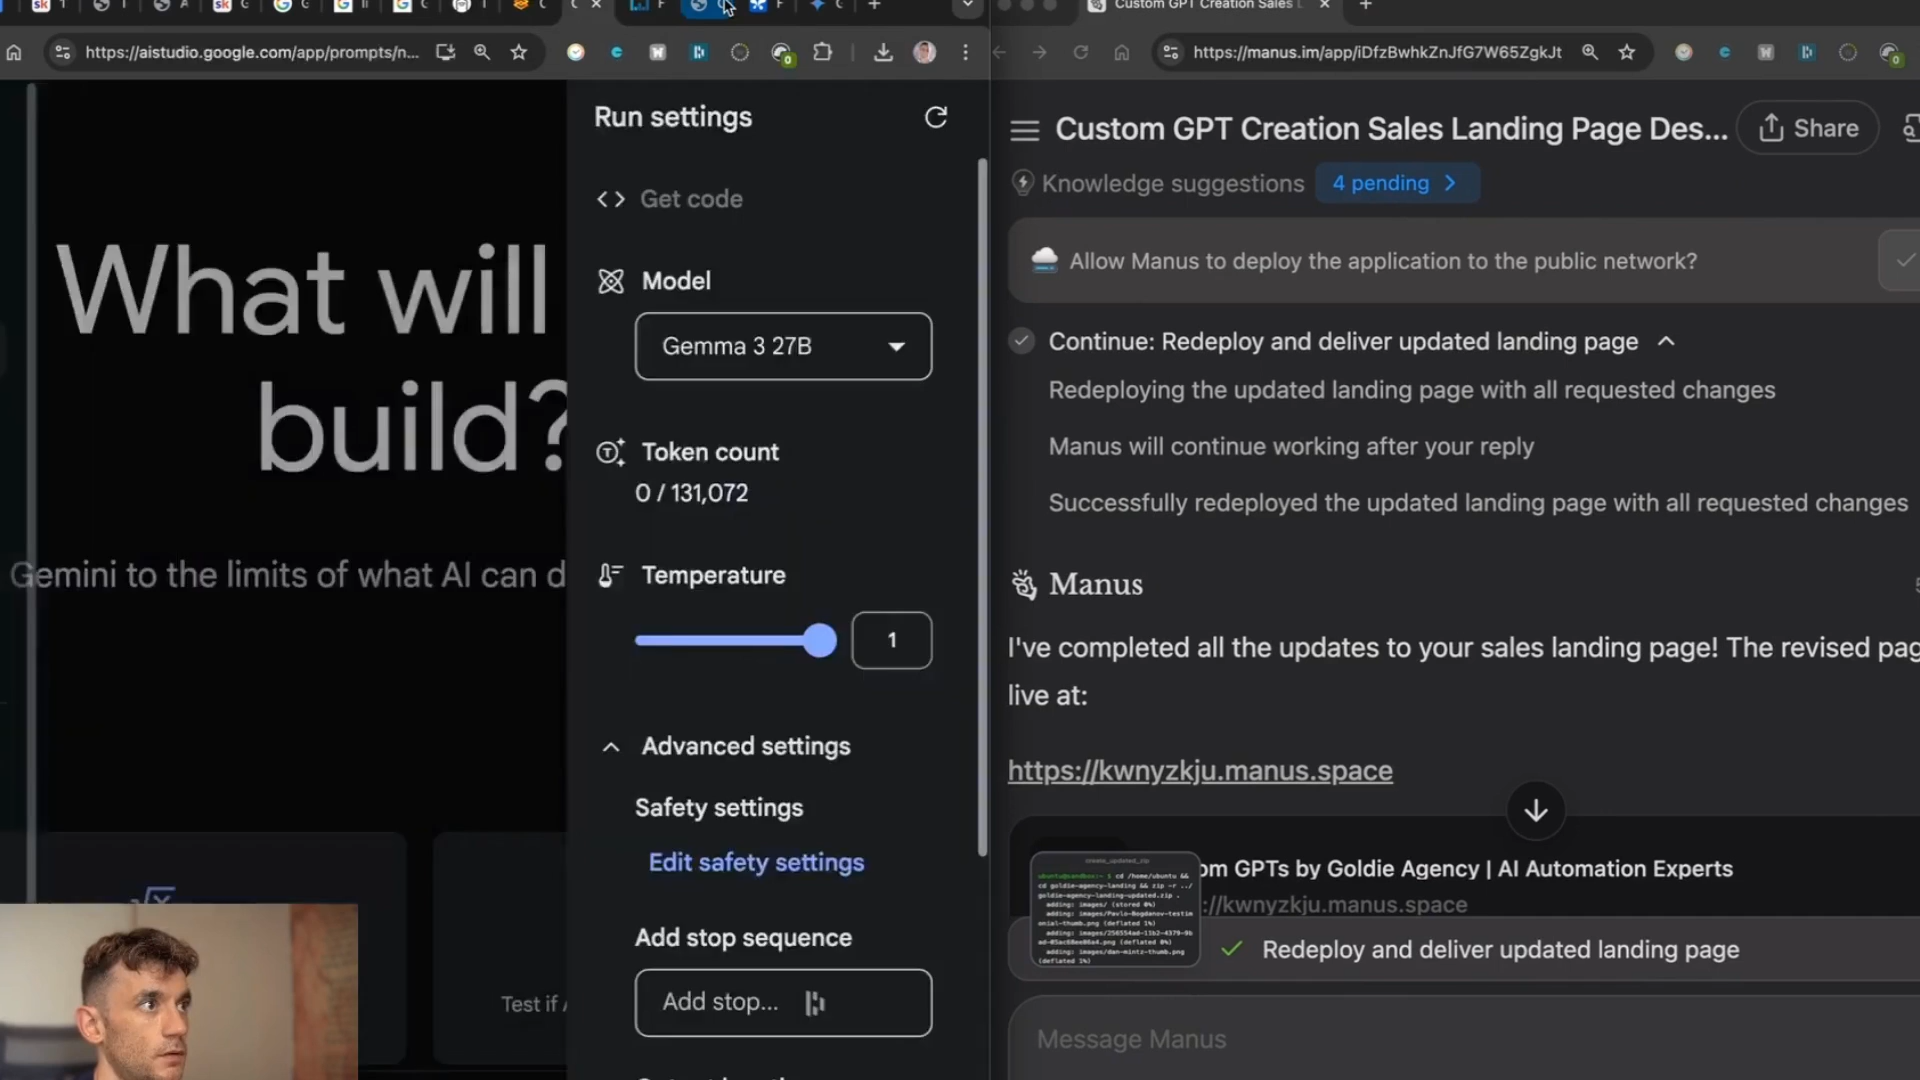 https://aistudio.google.com/app/prompts/n...
Run settings
Get code
What will
build?
Gemini to the limits of what AI can d
Model
Gemma 3 27B
Token count
0 / 131,072
Temperature
1
Advanced settings
Safety settings
Edit safety settings
Add stop sequence
Add stop...
Test if
Custom GPT Creation Sales
https://manus.im/app/iDfzBwhkZnJfG7W65ZgkJt
Custom GPT Creation Sales Landing Page Des...
Share
Knowledge suggestions
4 pending
Allow Manus to deploy the application to the public network?
Continue: Redeploy and deliver updated landing page
Redeploying the updated landing page with all requested changes
Manus will continue working after your reply
Successfully redeployed the updated landing page with all requested changes
Manus
I've completed all the updates to your sales landing page! The revised pag
live at:
https://kwnyzkju.manus.space
om GPTs by Goldie Agency | AI Automation Experts
://kwnyzkju.manus.space
Redeploy and deliver updated landing page
Message Manus